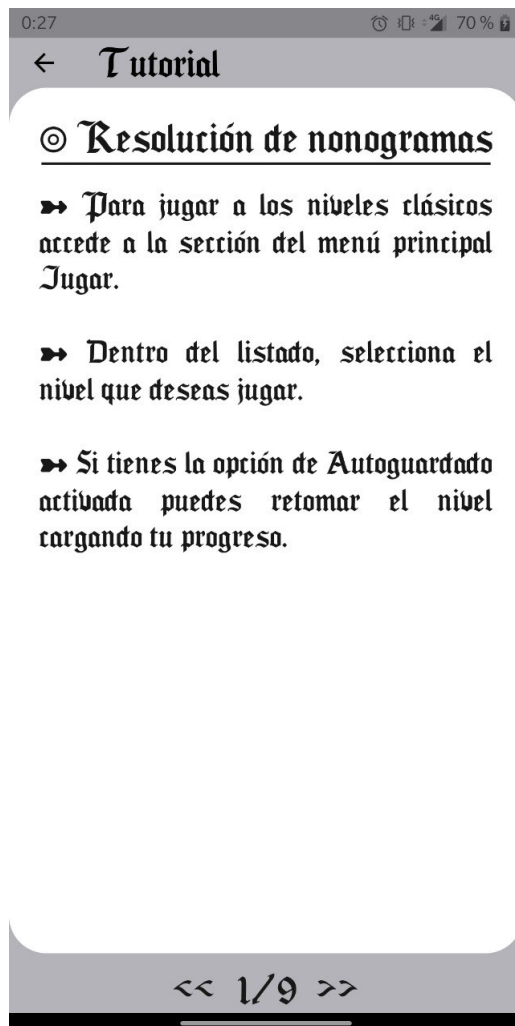 0:27 4G 70 %
← Tutorial
◎ Resolución de nonogramas
➳ Para jugar a los niveles clásicos
accede a la sección del menú principal
Jugar.
➳ Dentro del listado, selecciona el
nivel que deseas jugar.
➳ Si tienes la opción de Autoguardado
activada puedes retomar el nivel
cargando tu progreso.
<< 1/9 >>